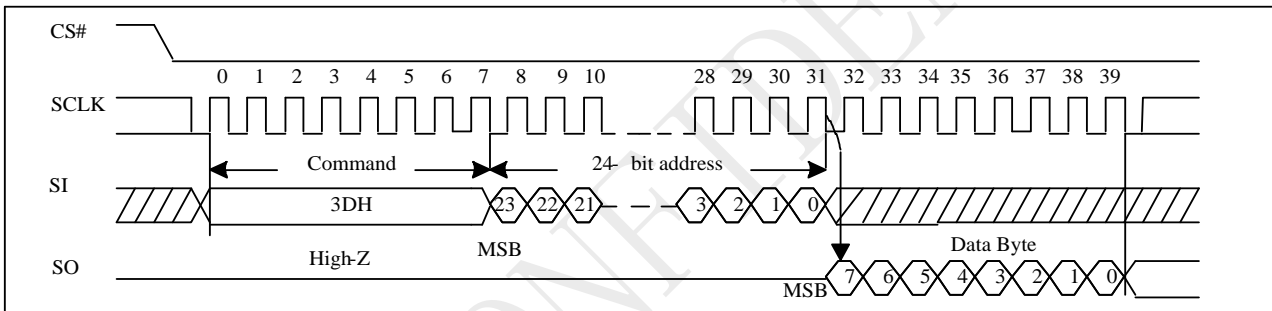 CS#
0 1 2 3 4 5 6 7 8 9 10 28 29 30 31 32 33 34 35 36 37 38 39
SCLK
Command 24- bit address
SI
3DH 23 22 21 3 2 1 0
High-Z MSB Data Byte
SO
MSB 7 6 5 4 3 2 1 0